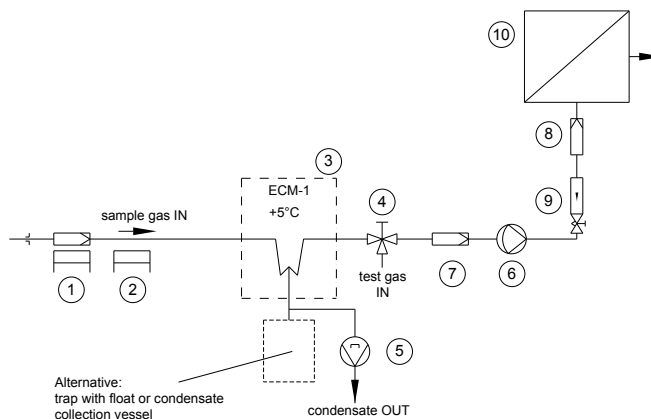 10
8
3
ECM-1
4
9
+5°C
sample gas IN
test gas
IN
1
2
7
6
5
Alternative:
trap with float or condensate
collection vessel
condensate OUT